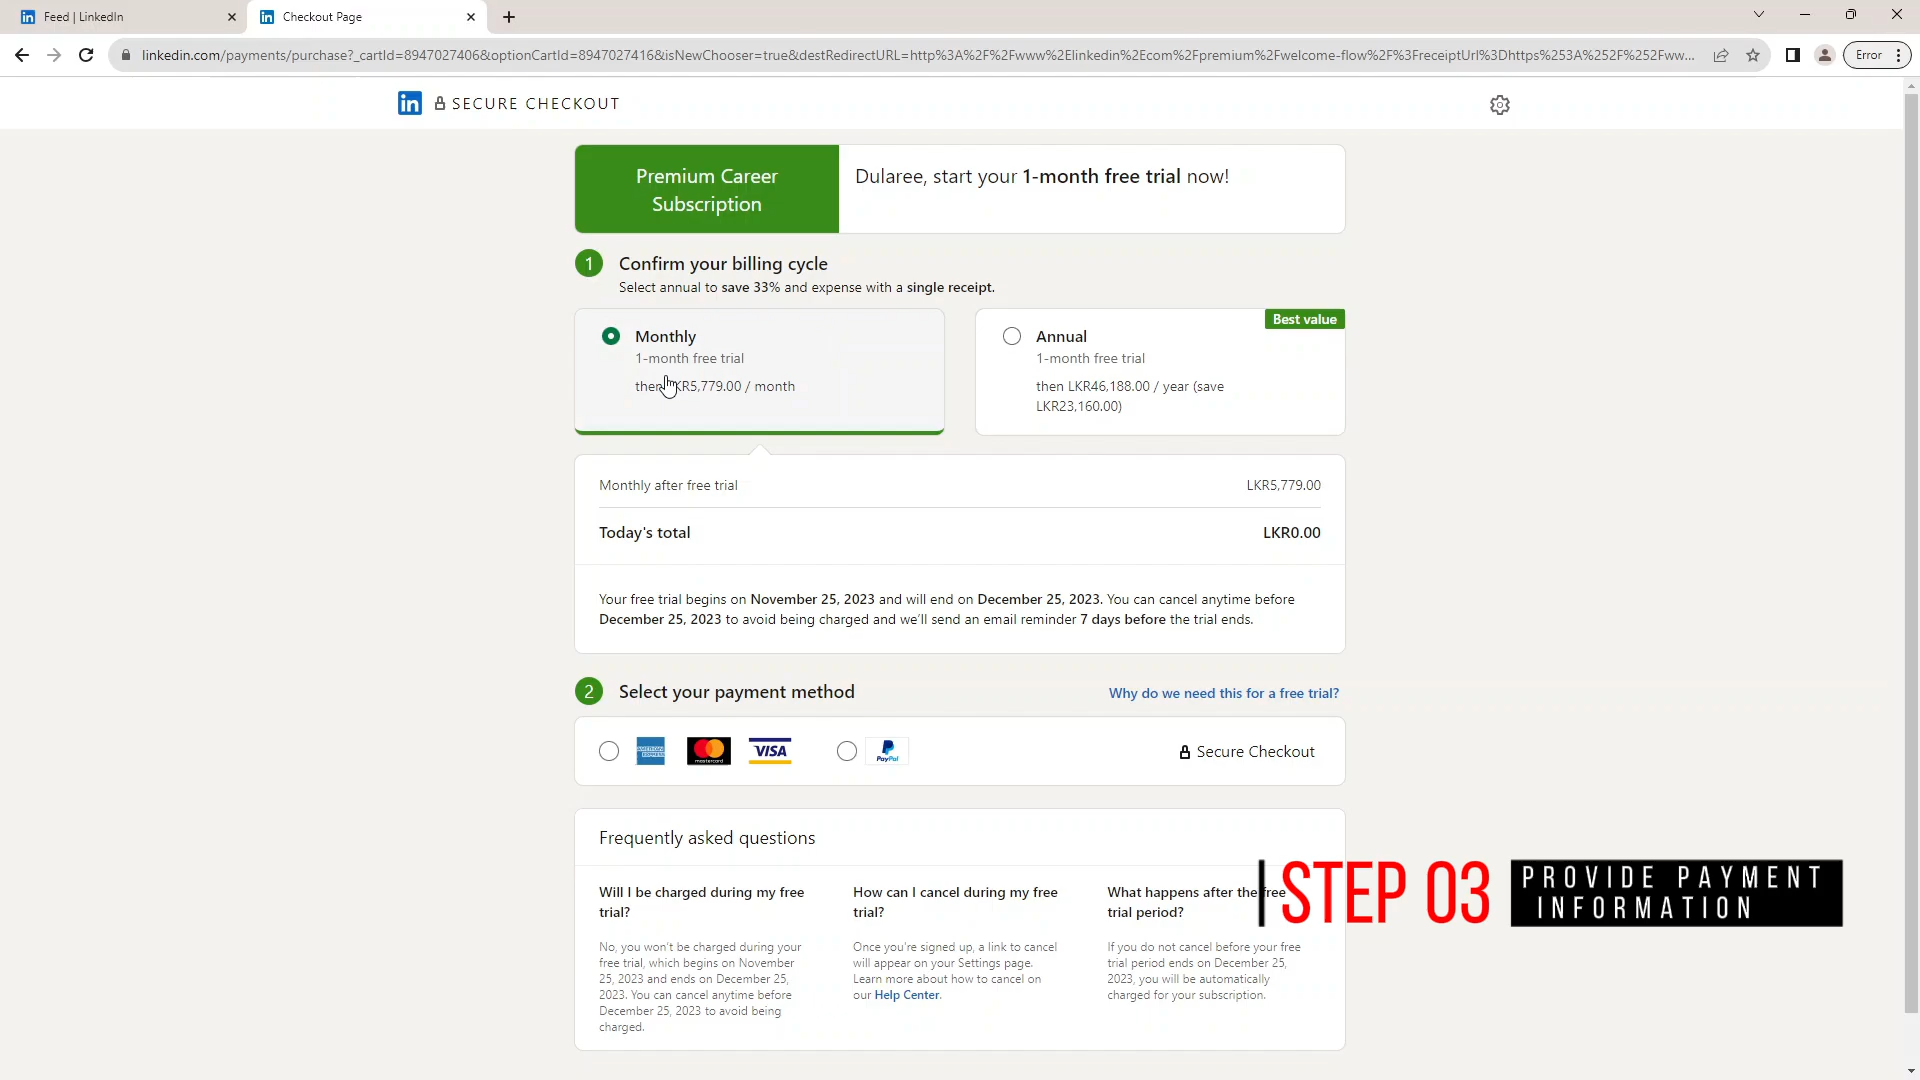 Feed | LinkedIn
Checkout Page
linkedin.com/payments/purchase?_cartId=8947027406&optionCartId=8947027416&isNewChooser=true&destRedirectURL=http%3A%2F%2Fwww%2Elinkedin%2Ecom%2Fpremium%2Fwelcome-flow%2F%3FreceiptUrl%3Dhttps%253A%252F%252Fww...
Error
in SECURE CHECKOUT
Premium Career
Subscription
Dularee, start your 1-month free trial now!
1 Confirm your billing cycle
Select annual to save 33% and expense with a single receipt.
Monthly
1-month free trial
then LKR5,779.00 / month
Best value
Annual
1-month free trial
then LKR46,188.00 / year (save
LKR23,160.00)
Monthly after free trial LKR5,779.00
Today's total LKR0.00
Your free trial begins on November 25, 2023 and will end on December 25, 2023. You can cancel anytime before
December 25, 2023 to avoid being charged and we'll send an email reminder 7 days before the trial ends.
2 Select your payment method
Why do we need this for a free trial?
AMERICAN EXPRESS
mastercard
VISA
PayPal
Secure Checkout
Frequently asked questions
Will I be charged during my free
trial?
No, you won't be charged during your
free trial, which begins on November
25, 2023 and ends on December 25,
2023. You can cancel anytime before
December 25, 2023 to avoid being
charged.
How can I cancel during my free
trial?
Once you're signed up, a link to cancel
will appear on your Settings page.
Learn more about how to cancel on
our Help Center.
What happens after the free
trial period?
If you do not cancel before your free
trial period ends on December 25,
2023, you will be automatically
charged for your subscription.
STEP 03
PROVIDE PAYMENT
INFORMATION